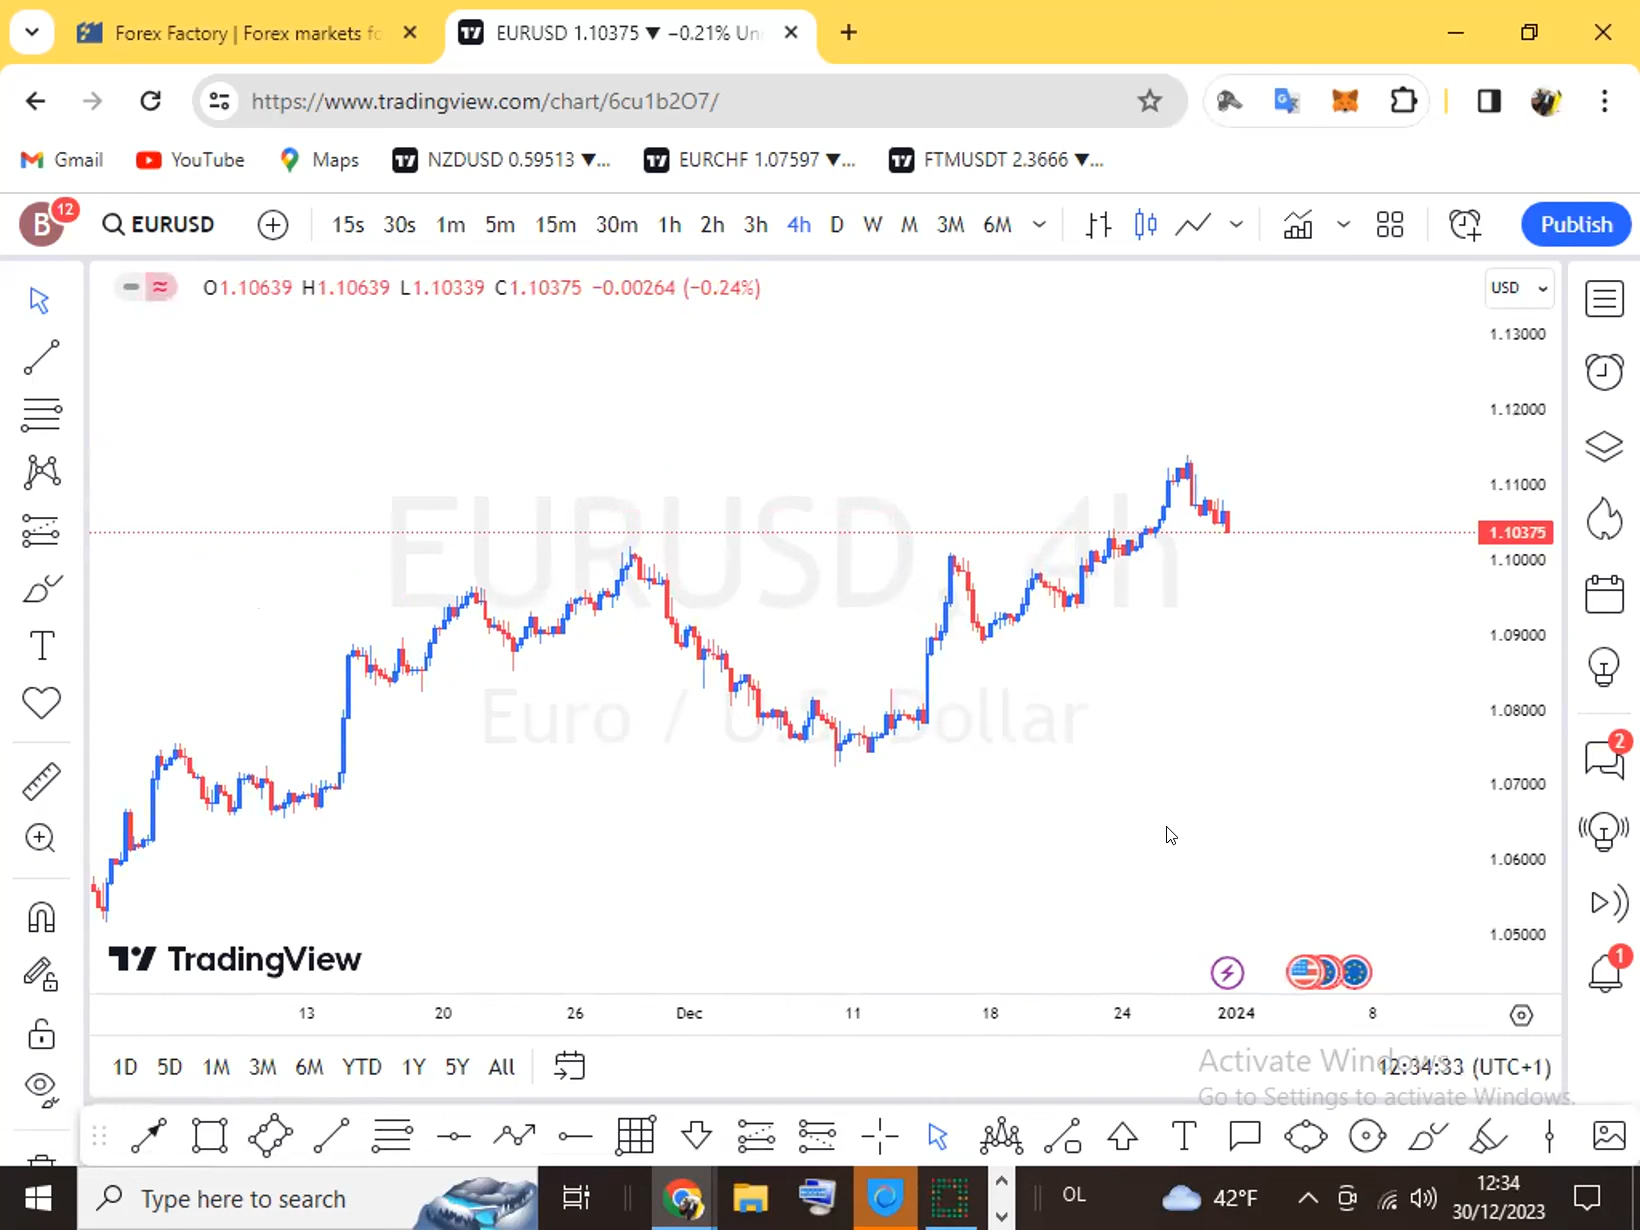 Forex Factory | Forex markets fo
EURUSD 1.10375 ▼ −0.21% Un
https://www.tradingview.com/chart/6cu1b2O7/
Gmail
YouTube
Maps
NZDUSD 0.59513 ▼...
EURCHF 1.07597 ▼...
FTMUSDT 2.3666 ▼...
B
12
EURUSD
15s 30s 1m 5m 15m 30m 1h 2h 3h 4h D W M 3M 6M
Publish
O1.10639 H1.10639 L1.10339 C1.10375 −0.00264 (−0.24%)
USD
1.13000
1.12000
1.11000
1.10375
1.10000
1.09000
1.08000
1.07000
1.06000
1.05000
EURUSD, 4h
Euro / U.S. Dollar
2
1
TradingView
13 20 26 Dec 11 18 24 2024 8
1D 5D 1M 3M 6M YTD 1Y 5Y All
12:34:33 (UTC+1)
Activate Windows
Go to Settings to activate Windows.
Type here to search
OL
42°F
12:34
30/12/2023